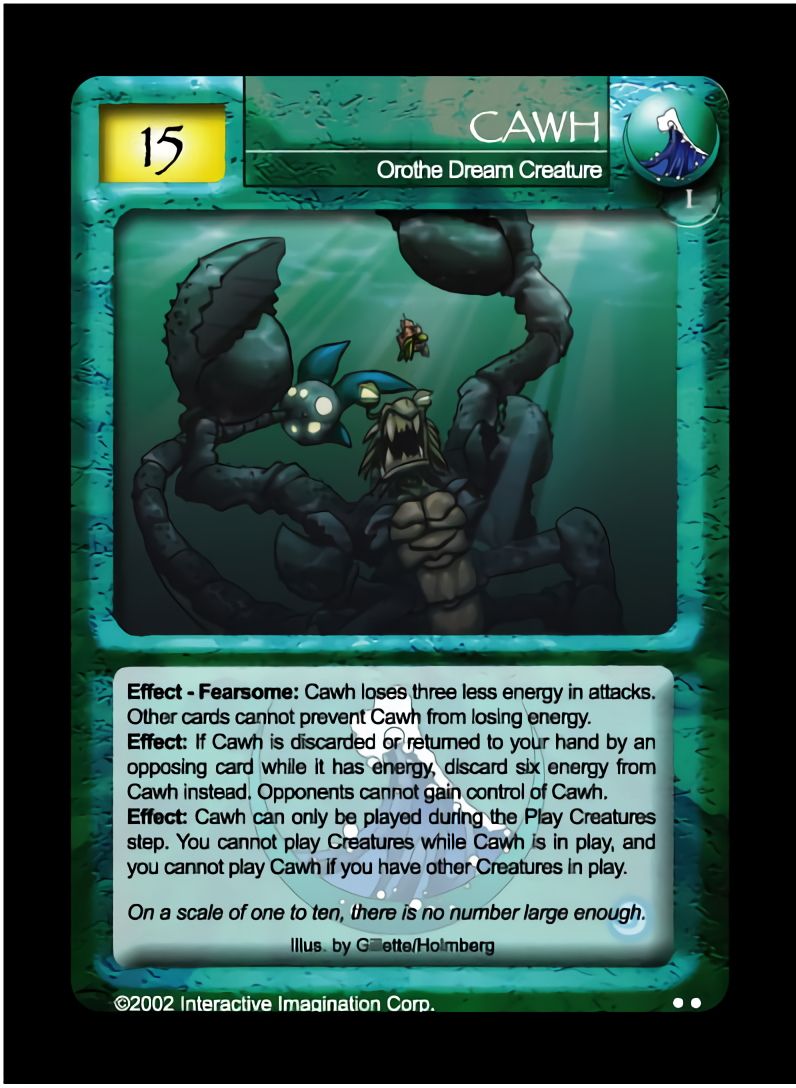 15
CAWH
Orothe Dream Creature
I
Effect - Fearsome: Cawh loses three less energy in attacks.
Other cards cannot prevent Cawh from losing energy.
Effect: If Cawh is discarded or returned to your hand by an
opposing card while it has energy, discard six energy from
Cawh instead. Opponents cannot gain control of Cawh.
Effect: Cawh can only be played during the Play Creatures
step. You cannot play Creatures while Cawh is in play, and
you cannot play Cawh if you have other Creatures in play.
On a scale of one to ten, there is no number large enough.
Illus. by Gillette/Holmberg
©2002 Interactive Imagination Corp.